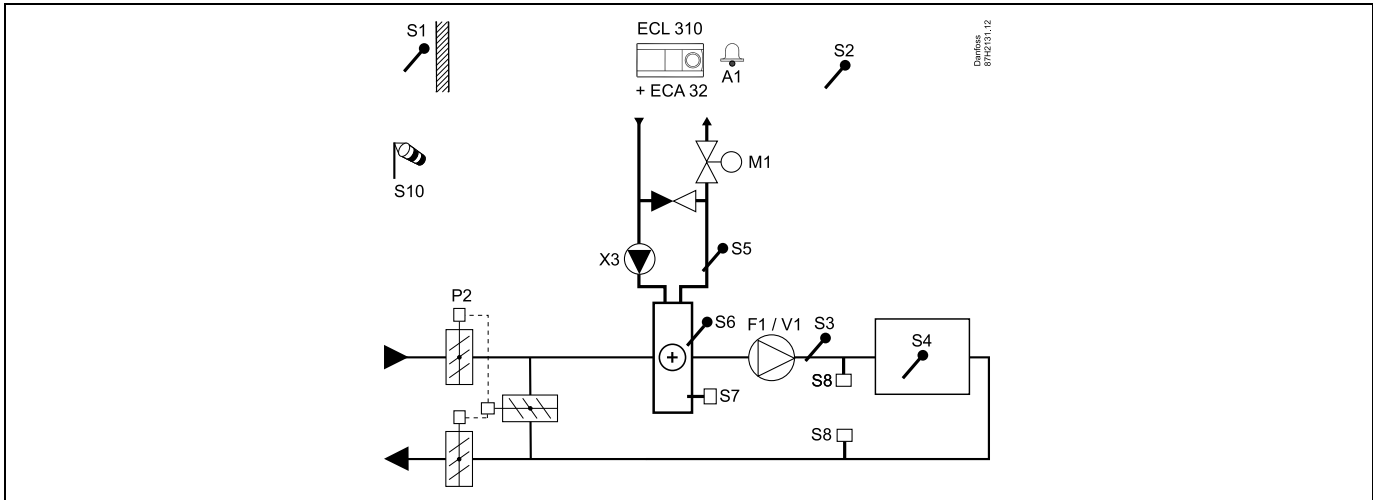 S1
ECL 310
A1
+ ECA 32
S2
Danfoss
87H2131.12
S10
M1
X3
S5
P2
S6
F1 / V1
S3
S4
S8
S7
S8